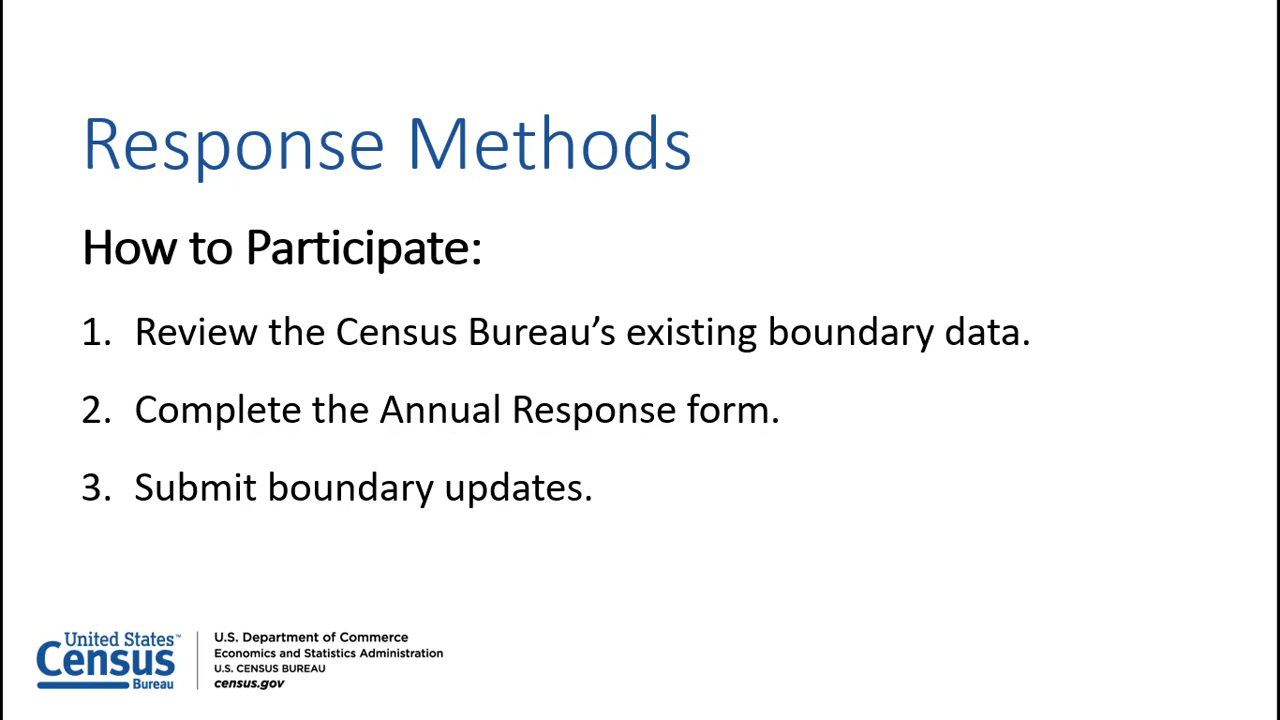 Response Methods
How to Participate:
1. Review the Census Bureau’s existing boundary data.
2. Complete the Annual Response form.
3. Submit boundary updates.
United States™
Census
Bureau
U.S. Department of Commerce
Economics and Statistics Administration
U.S. CENSUS BUREAU
census.gov